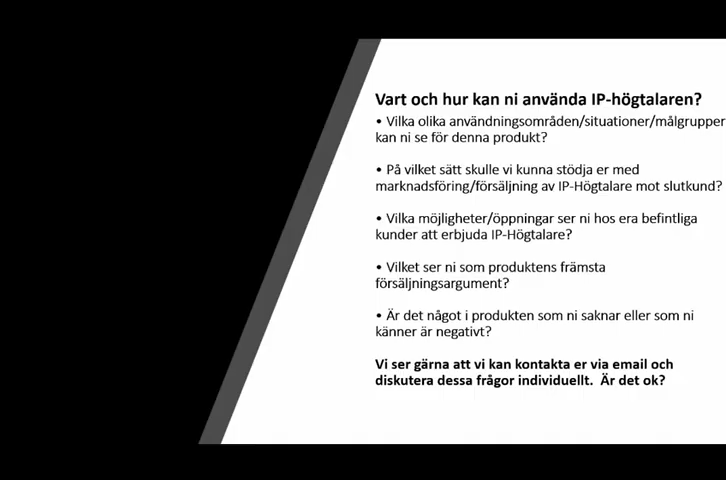 Vart och hur kan ni använda IP-högtalaren?
• Vilka olika användningsområden/situationer/målgrupper
kan ni se för denna produkt?
• På vilket sätt skulle vi kunna stödja er med
marknadsföring/försäljning av IP-Högtalare mot slutkund?
• Vilka möjligheter/öppningar ser ni hos era befintliga
kunder att erbjuda IP-Högtalare?
• Vilket ser ni som produktens främsta
försäljningsargument?
• Är det något i produkten som ni saknar eller som ni
känner är negativt?
Vi ser gärna att vi kan kontakta er via email och
diskutera dessa frågor individuellt. Är det ok?